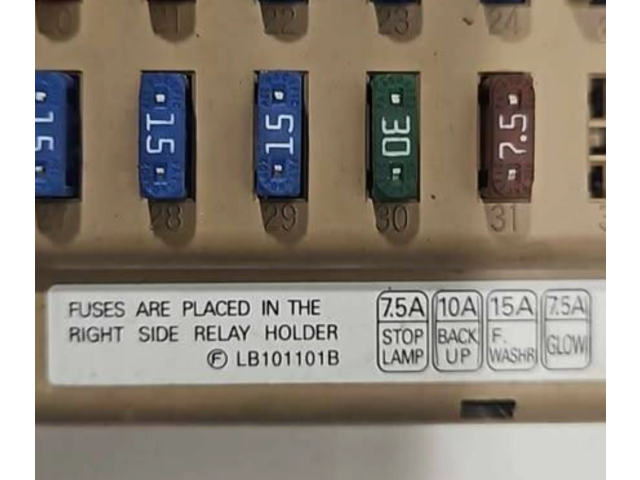 21 22 23 24
15 15 15 30 7.5
27 28 29 30 31
FUSES ARE PLACED IN THE
RIGHT SIDE RELAY HOLDER
Ⓕ LB101101B
7.5A 10A 15A 7.5A
STOP LAMP BACK UP F. WASHR GLOW